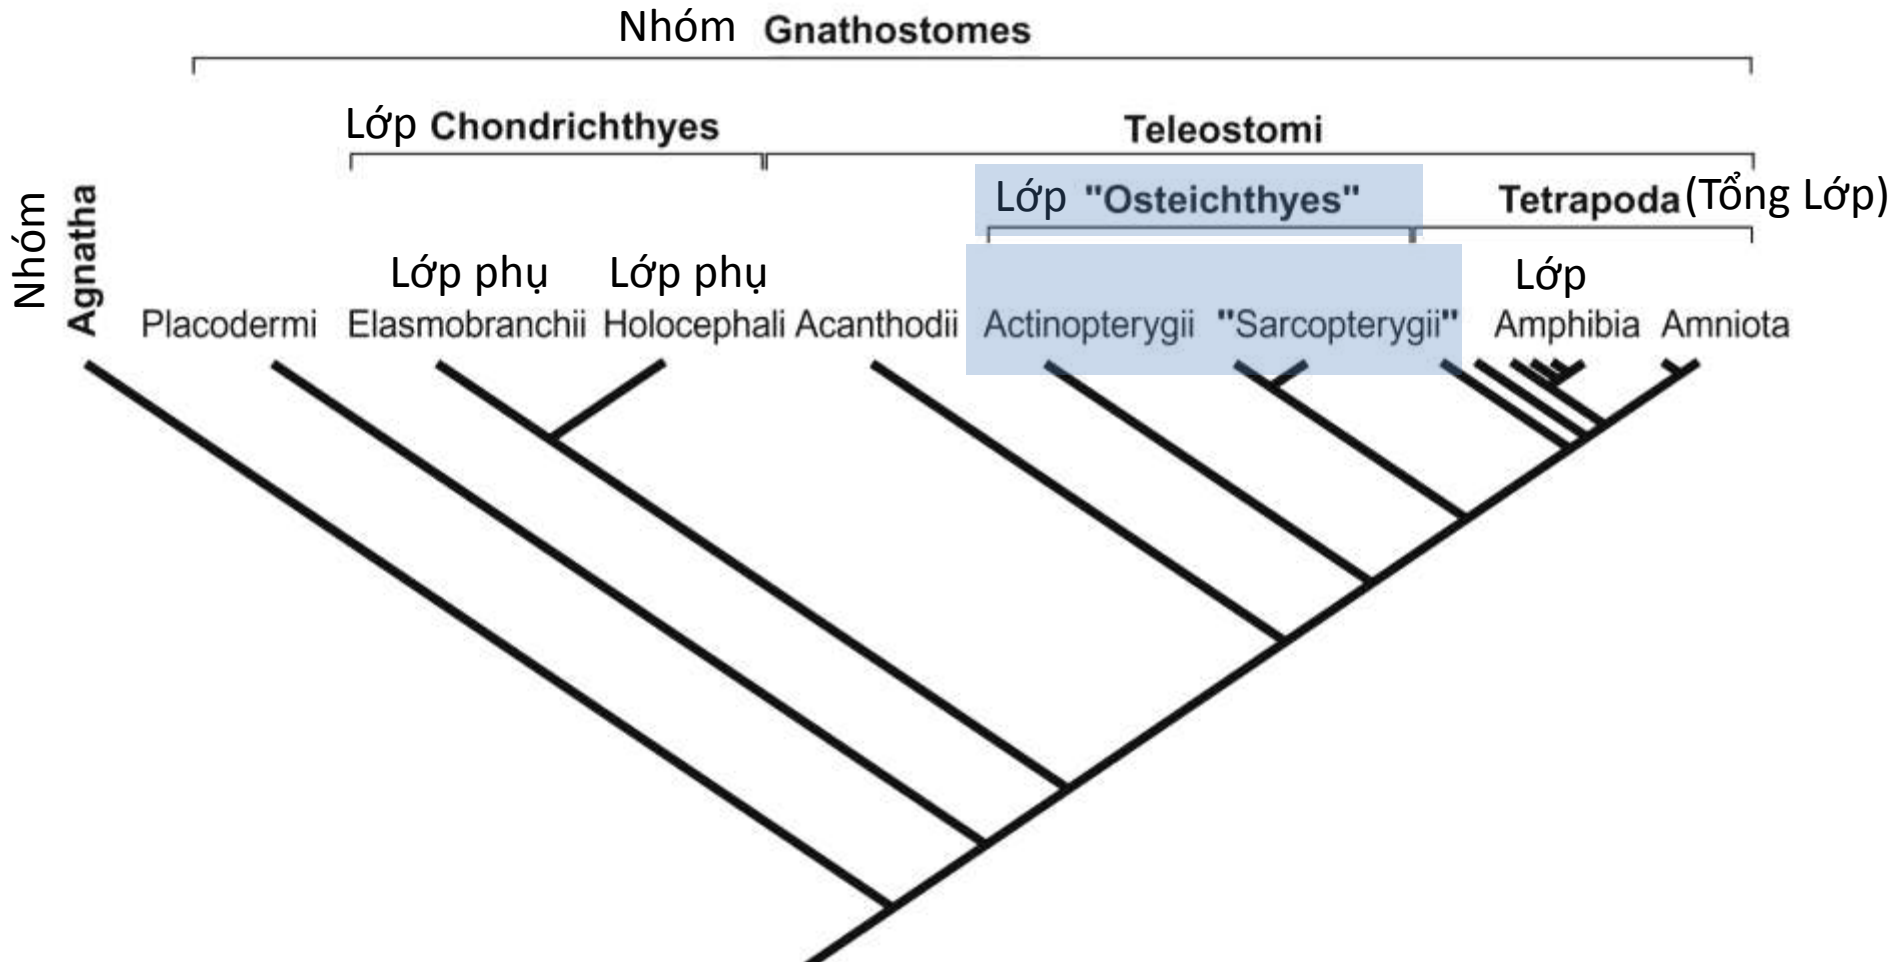 Nhóm Gnathostomes
Lớp Chondrichthyes
Teleostomi
Nhóm Agnatha
Lớp "Osteichthyes"
Tetrapoda (Tổng Lớp)
Lớp phụ
Lớp phụ
Lớp
Placodermi Elasmobranchii Holocephali Acanthodii Actinopterygii "Sarcopterygii" Amphibia Amniota